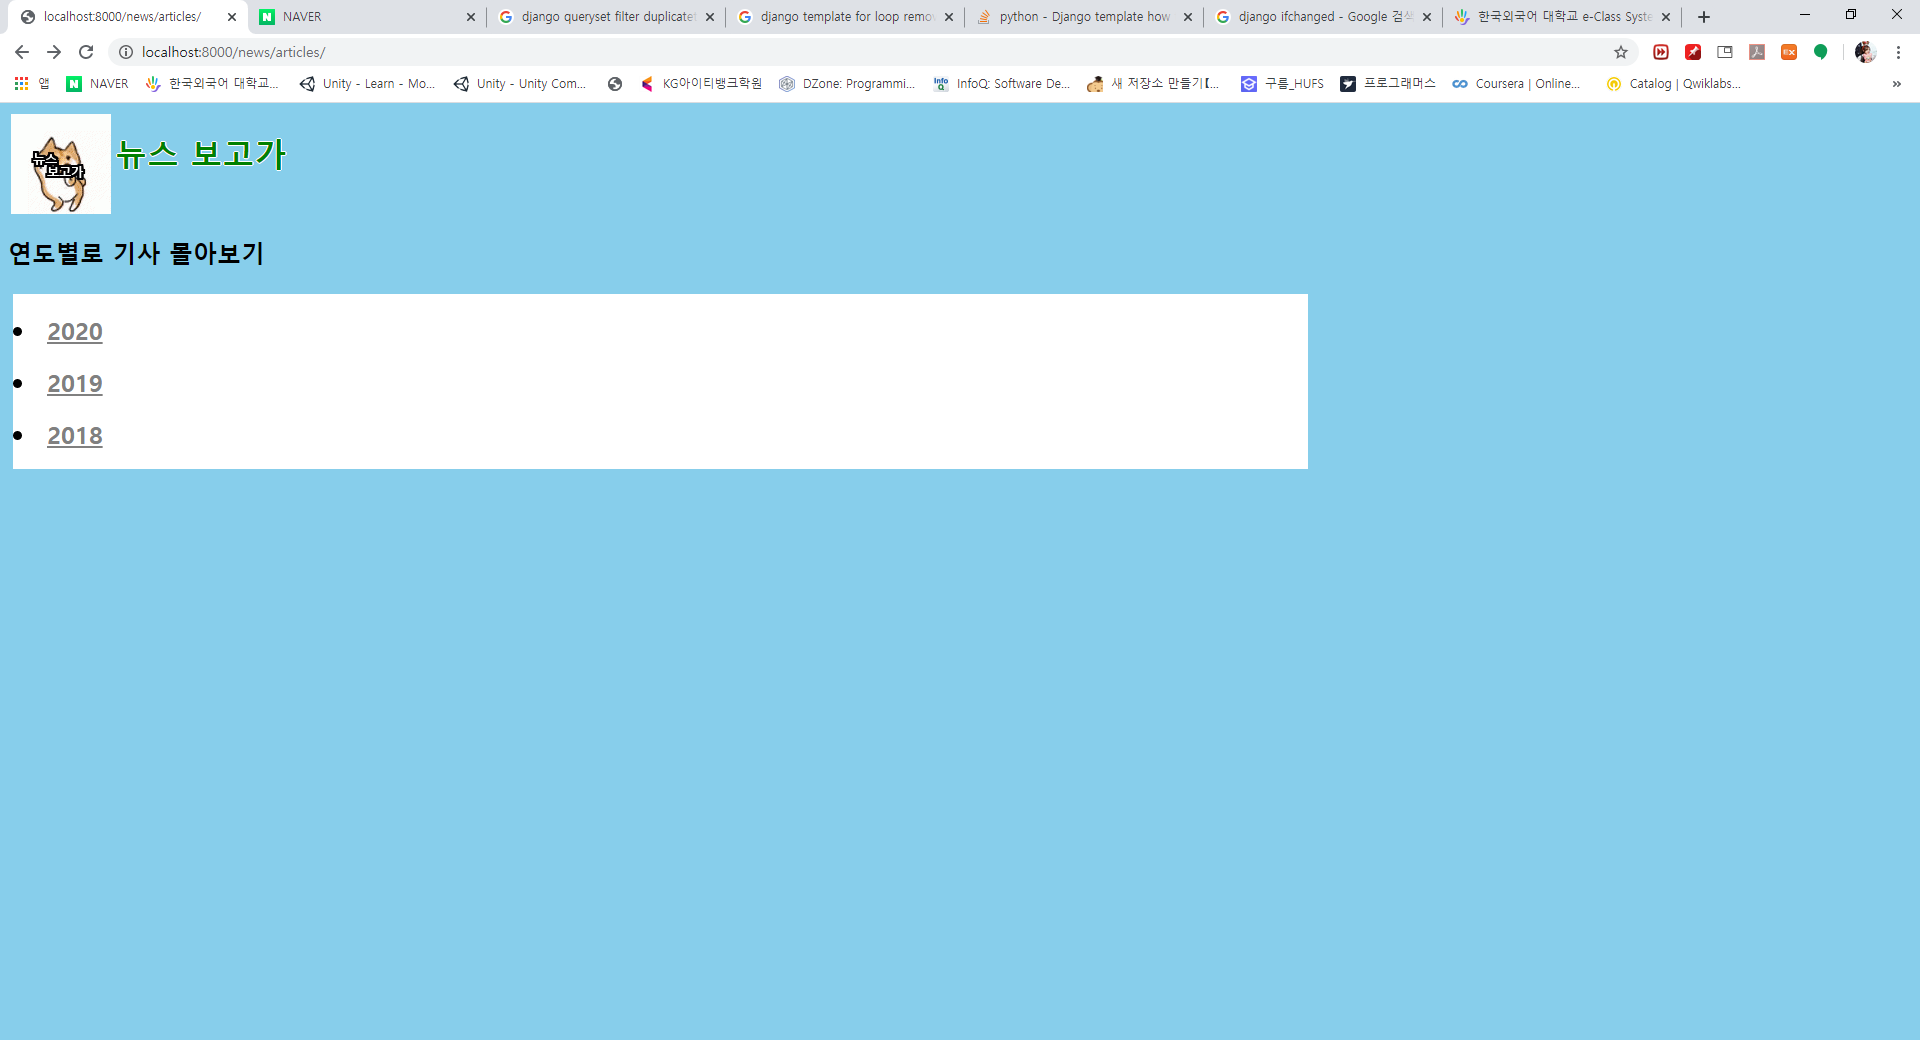 localhost:8000/news/articles/
NAVER
django queryset filter duplicate
django template for loop remo
python - Django template how
django ifchanged - Google 검색
한국외국어 대학교 e-Class Syste
localhost:8000/news/articles/
앱
NAVER
한국외국어 대학교...
Unity - Learn - Mo...
Unity - Unity Com...
KG아이티뱅크학원
DZone: Programmi...
InfoQ: Software De...
새 저장소 만들기【...
구름_HUFS
프로그래머스
Coursera | Online...
Catalog | Qwiklabs...
»
뉴스
보고가
뉴스 보고가
연도별로 기사 몰아보기
2020
2019
2018